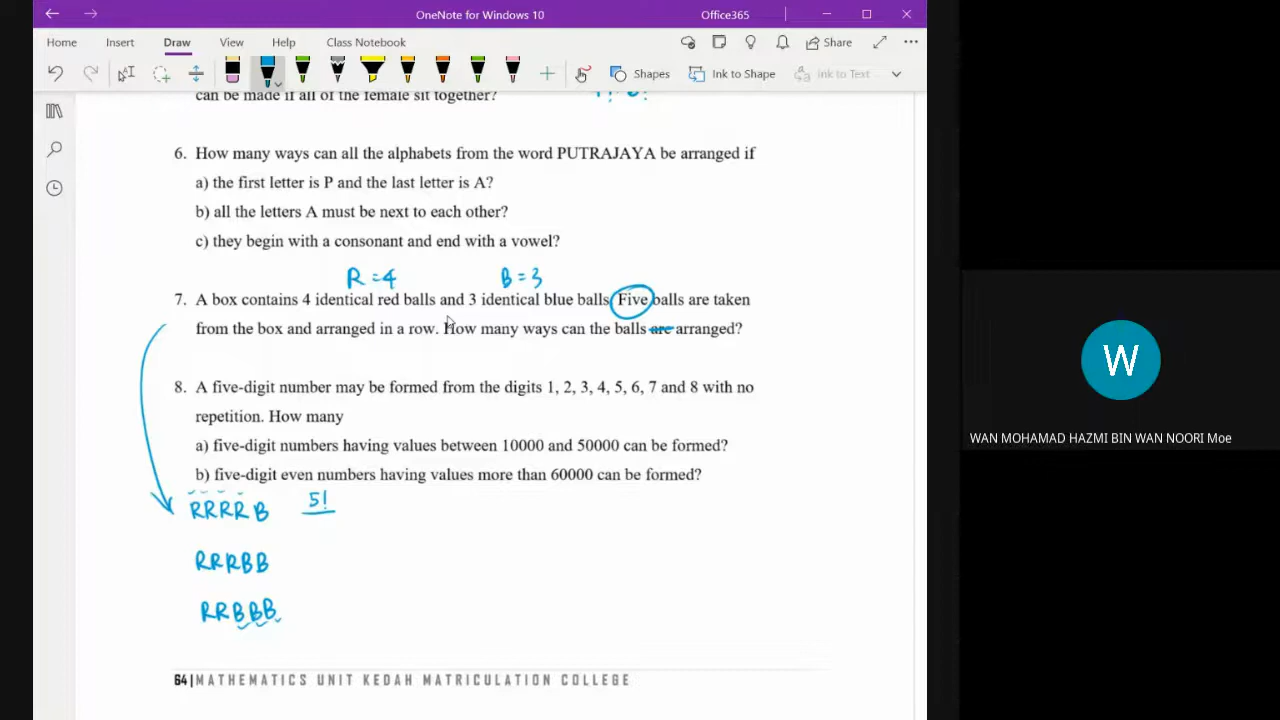 OneNote for Windows 10
Office365
Home Insert Draw View Help Class Notebook
Share
Shapes Ink to Shape Ink to Text
can be made if all of the female sit together?
6. How many ways can all the alphabets from the word PUTRAJAYA be arranged if
a) the first letter is P and the last letter is A?
b) all the letters A must be next to each other?
c) they begin with a consonant and end with a vowel?
R = 4 B = 3
7. A box contains 4 identical red balls and 3 identical blue balls. Five balls are taken
from the box and arranged in a row. How many ways can the balls are arranged?
8. A five-digit number may be formed from the digits 1, 2, 3, 4, 5, 6, 7 and 8 with no
repetition. How many
a) five-digit numbers having values between 10000 and 50000 can be formed?
b) five-digit even numbers having values more than 60000 can be formed?
RRRRB 5!
RRRBB
RRBBB
64|MATHEMATICS UNIT KEDAH MATRICULATION COLLEGE
W
WAN MOHAMAD HAZMI BIN WAN NOORI Moe